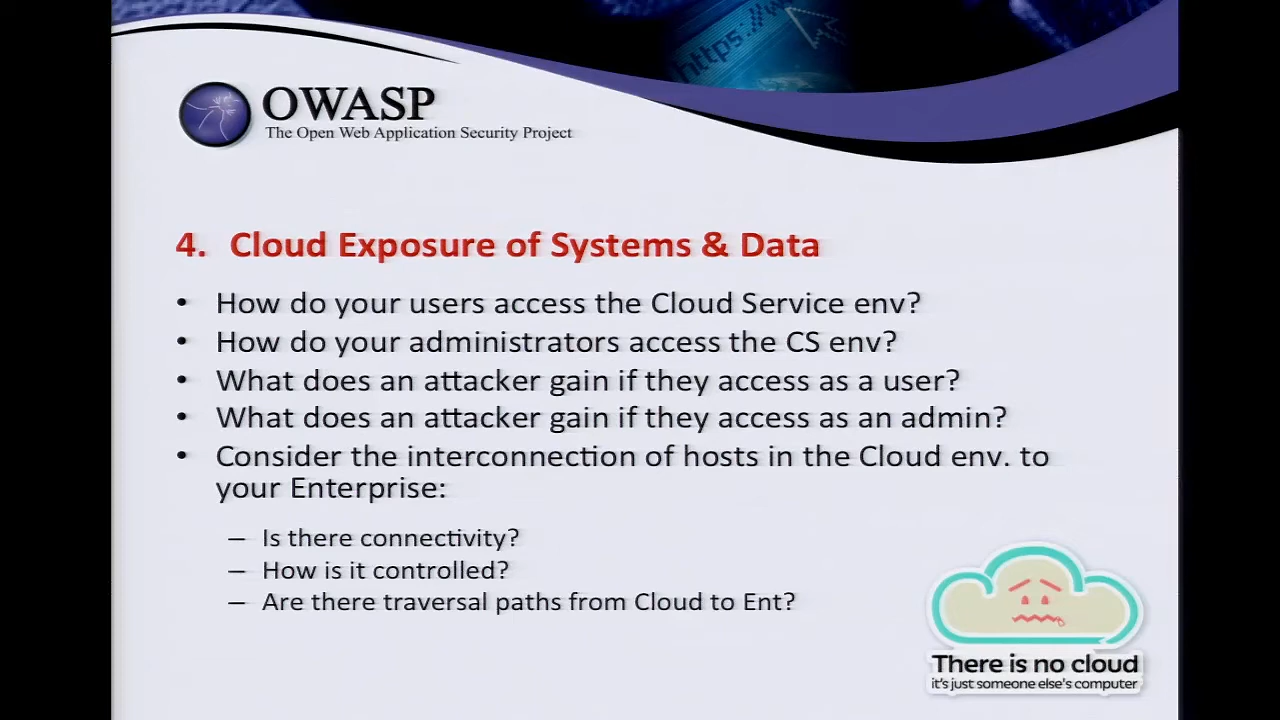 https://w
OWASP
The Open Web Application Security Project
4. Cloud Exposure of Systems & Data
• How do your users access the Cloud Service env?
• How do your administrators access the CS env?
• What does an attacker gain if they access as a user?
• What does an attacker gain if they access as an admin?
• Consider the interconnection of hosts in the Cloud env. to
your Enterprise:
– Is there connectivity?
– How is it controlled?
– Are there traversal paths from Cloud to Ent?
There is no cloud
it's just someone else's computer